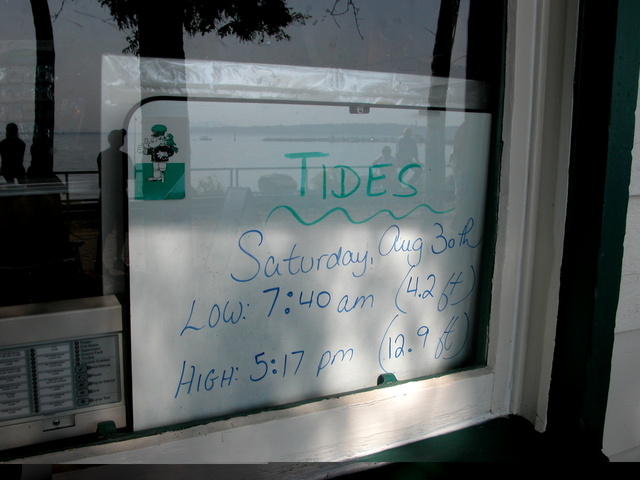 TIDES
Saturday, Aug 30th
LOW: 7:40 am (4.2 ft)
HIGH: 5:17 pm (12.9 ft)